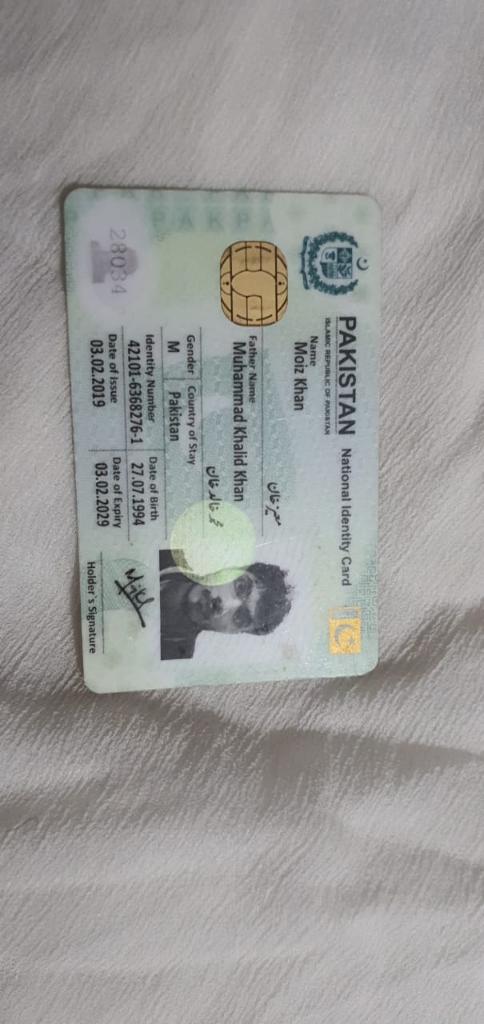 PAKISTAN National Identity Card
ISLAMIC REPUBLIC OF PAKISTAN
Name
Moiz Khan
معیز خان
Father Name
Muhammad Khalid Khan
محمد خالد خان
Gender Country of Stay
M Pakistan
Identity Number Date of Birth
42101-6368276-1 27.07.1994
Date of Issue Date of Expiry
03.02.2019 03.02.2029
Holder's Signature
28034
PAKPA